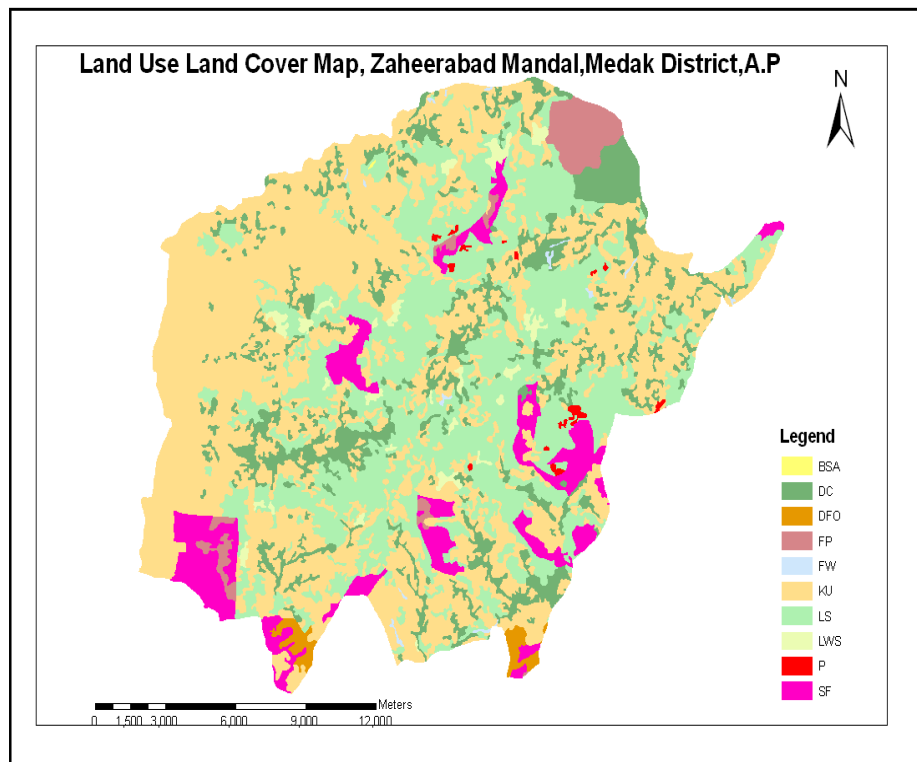 Land Use Land Cover Map, Zaheerabad Mandal,Medak District,A.P
N
Legend
BSA
DC
DFO
FP
FW
KU
LS
LWS
P
SF
Meters
0 1,500 3,000 6,000 9,000 12,000